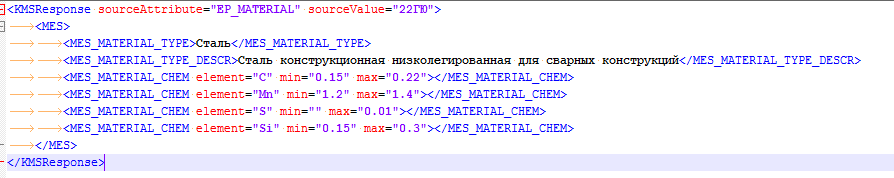 <KMSResponse sourceAttribute="EP_MATERIAL" sourceValue="22ГЮ">
<MES>
<MES_MATERIAL_TYPE>Сталь</MES_MATERIAL_TYPE>
<MES_MATERIAL_TYPE_DESCR>Сталь конструкционная низколегированная для сварных конструкций</MES_MATERIAL_TYPE_DESCR>
<MES_MATERIAL_CHEM element="C" min="0.15" max="0.22"></MES_MATERIAL_CHEM>
<MES_MATERIAL_CHEM element="Mn" min="1.2" max="1.4"></MES_MATERIAL_CHEM>
<MES_MATERIAL_CHEM element="S" min="" max="0.01"></MES_MATERIAL_CHEM>
<MES_MATERIAL_CHEM element="Si" min="0.15" max="0.3"></MES_MATERIAL_CHEM>
</MES>
</KMSResponse>